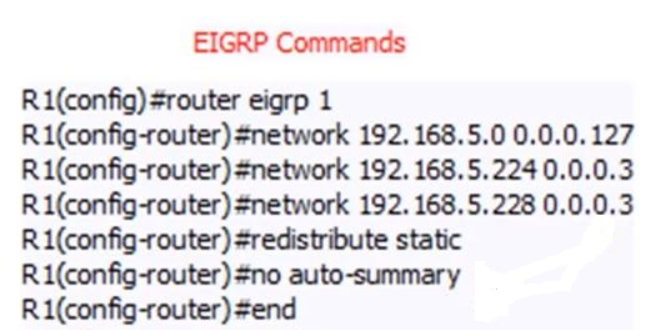 EIGRP Commands
R1(config)#router eigrp 1
R1(config-router)#network 192.168.5.0 0.0.0.127
R1(config-router)#network 192.168.5.224 0.0.0.3
R1(config-router)#network 192.168.5.228 0.0.0.3
R1(config-router)#redistribute static
R1(config-router)#no auto-summary
R1(config-router)#end